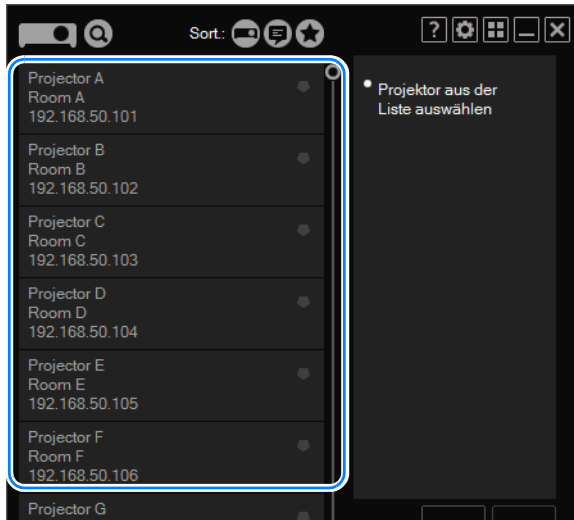 Sort.:
?
Projector A
Room A
192.168.50.101
Projector B
Room B
192.168.50.102
Projector C
Room C
192.168.50.103
Projector D
Room D
192.168.50.104
Projector E
Room E
192.168.50.105
Projector F
Room F
192.168.50.106
Projector G
Projektor aus der
Liste auswählen